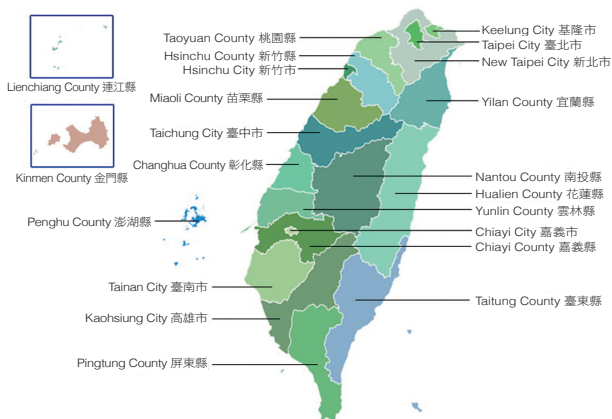 Taoyuan County 桃園縣
Hsinchu County 新竹縣
Hsinchu City 新竹市
Miaoli County 苗栗縣
Taichung City 臺中市
Changhua County 彰化縣
Penghu County 澎湖縣
Tainan City 臺南市
Kaohsiung City 高雄市
Pingtung County 屏東縣
Lienchiang County 連江縣
Kinmen County 金門縣
Keelung City 基隆市
Taipei City 臺北市
New Taipei City 新北市
Yilan County 宜蘭縣
Nantou County 南投縣
Hualien County 花蓮縣
Yunlin County 雲林縣
Chiayi City 嘉義市
Chiayi County 嘉義縣
Taitung County 臺東縣